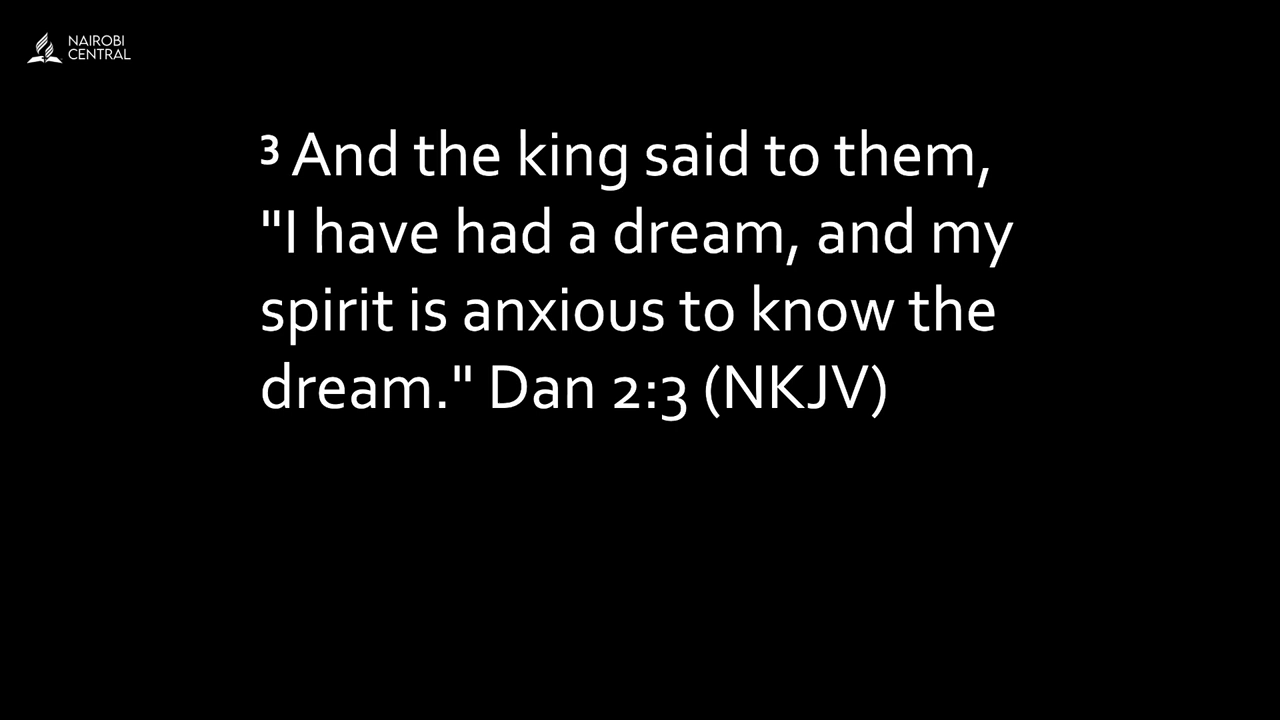 NAIROBI
CENTRAL
³ And the king said to them,
"I have had a dream, and my
spirit is anxious to know the
dream." Dan 2:3 (NKJV)